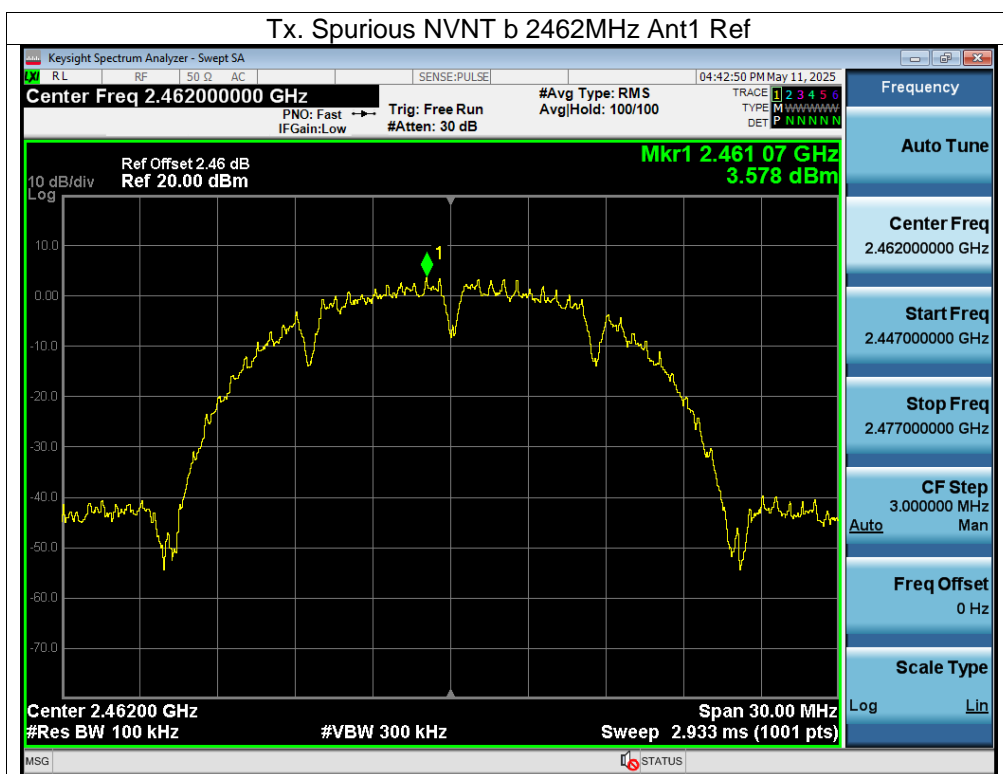 Tx. Spurious NVNT b 2462MHz Ant1 Ref
Keysight Spectrum Analyzer - Swept SA
LXI RL RF 50 Ω AC SENSE:PULSE 04:42:50 PM May 11, 2025
Center Freq 2.462000000 GHz
PNO: Fast
IFGain:Low
Trig: Free Run
#Atten: 30 dB
#Avg Type: RMS
Avg|Hold: 100/100
TRACE 1 2 3 4 5 6
TYPE M WWWWW
DET P N N N N N
Ref Offset 2.46 dB
10 dB/div Ref 20.00 dBm
Log
Mkr1 2.461 07 GHz
3.578 dBm
1
10.0
0.00
-10.0
-20.0
-30.0
-40.0
-50.0
-60.0
-70.0
Center 2.46200 GHz Span 30.00 MHz
#Res BW 100 kHz #VBW 300 kHz Sweep 2.933 ms (1001 pts)
MSG STATUS
Frequency
Auto Tune
Center Freq
2.462000000 GHz
Start Freq
2.447000000 GHz
Stop Freq
2.477000000 GHz
CF Step
3.000000 MHz
Auto Man
Freq Offset
0 Hz
Scale Type
Log Lin